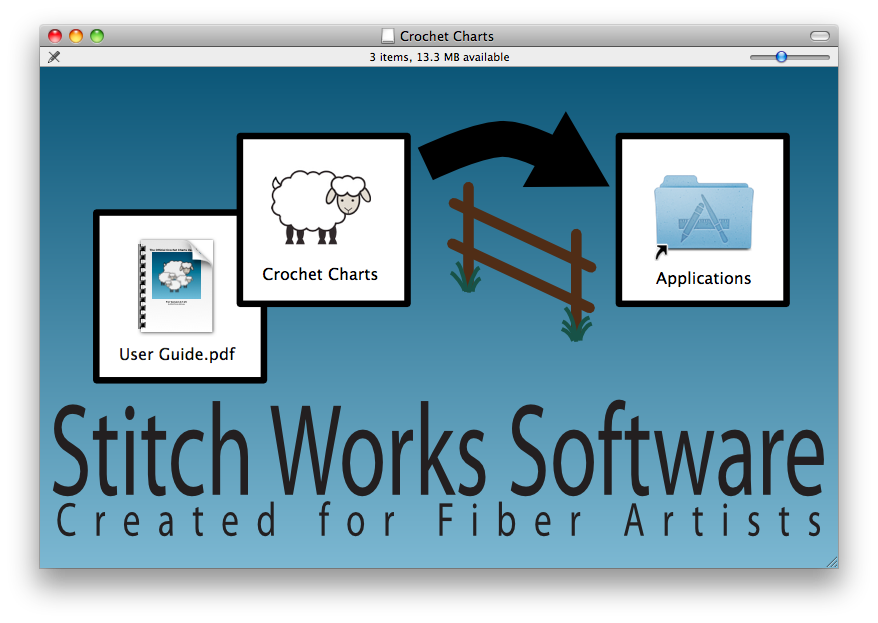 Crochet Charts
3 items, 13.3 MB available
Crochet Charts
Applications
User Guide.pdf
Stitch Works Software
Created for Fiber Artists